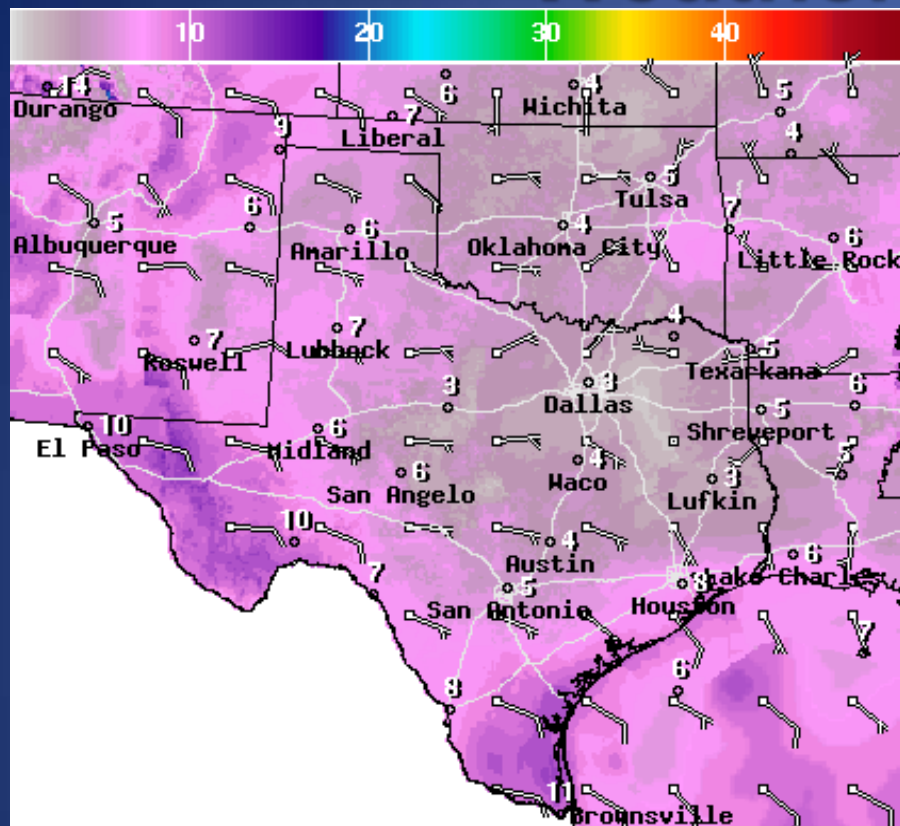 10 20 30 40
14 6 4 5
Durango Wichita
7
9 Liberal 4
5
Tulsa
5 6 6 4 7 6
Albuquerque Amarillo Oklahoma City Little Rock
7 7 4
Roswell Lubbock 5
Texarkana
3 3 6
Dallas
10 6 5
El Paso Midland Shreveport
6 4 3
San Angelo Waco Lufkin
10 4 6
Austin
7 5 Lake Charles
San Antonio Houston
7
6
8
11
Brownsville